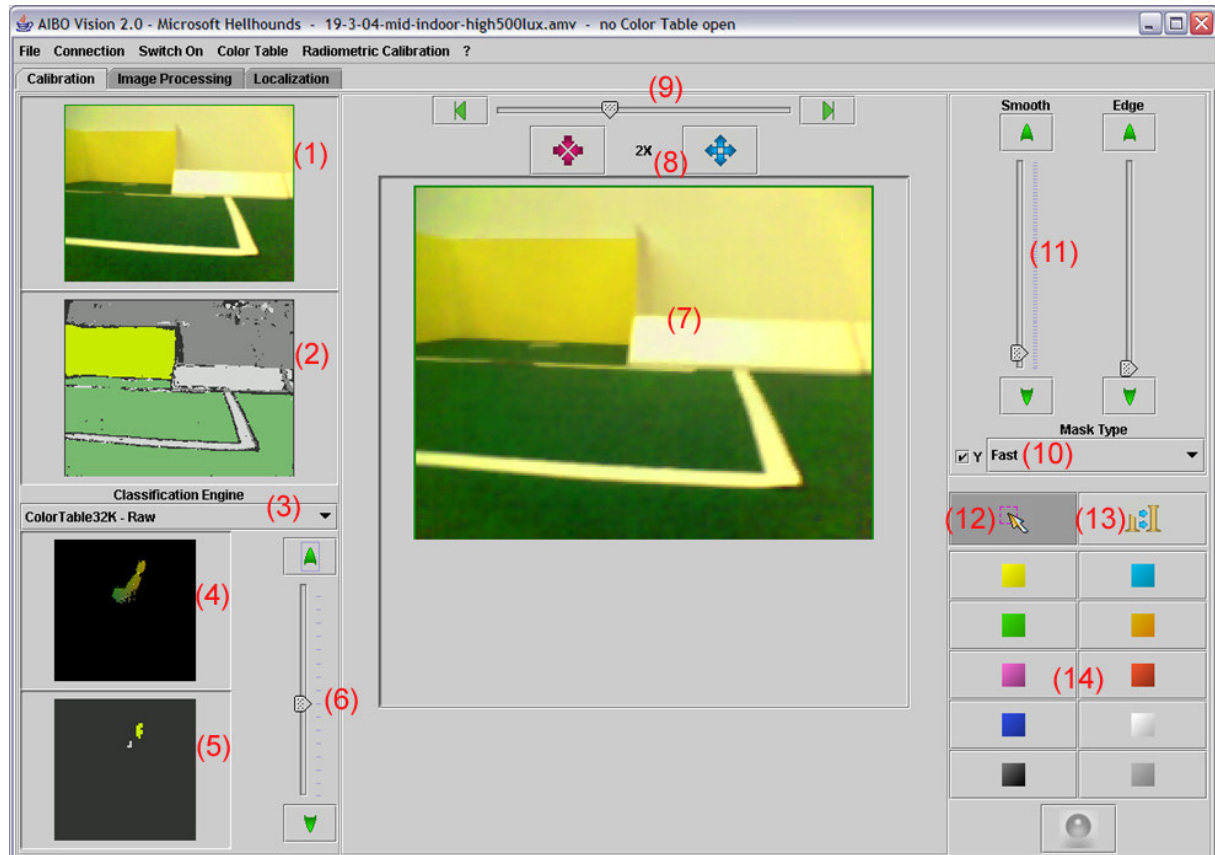 AIBO Vision 2.0 - Microsoft Hellhounds - 19-3-04-mid-indoor-high500lux.amv - no Color Table open
File Connection Switch On Color Table Radiometric Calibration ?
Calibration Image Processing Localization
(1)
(2)
Classification Engine
(3)
ColorTable32K - Raw
(4)
(5)
(6)
(9)
2X
(8)
(7)
Smooth Edge
(11)
Mask Type
Y Fast (10)
(12) (13)
(14)